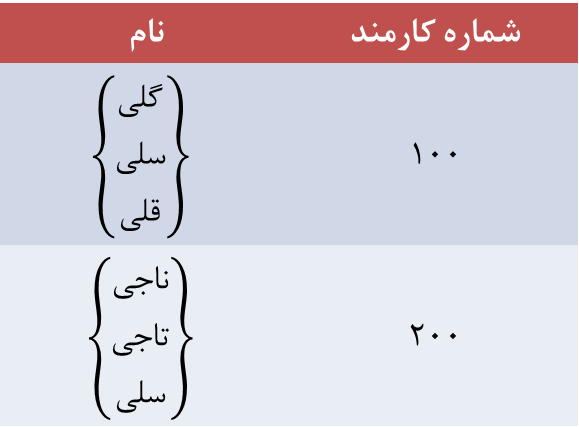 شماره کارمند نام
گلی
۱۰۰ سلی
قلی
ناجی
۲۰۰ تاجی
سلی